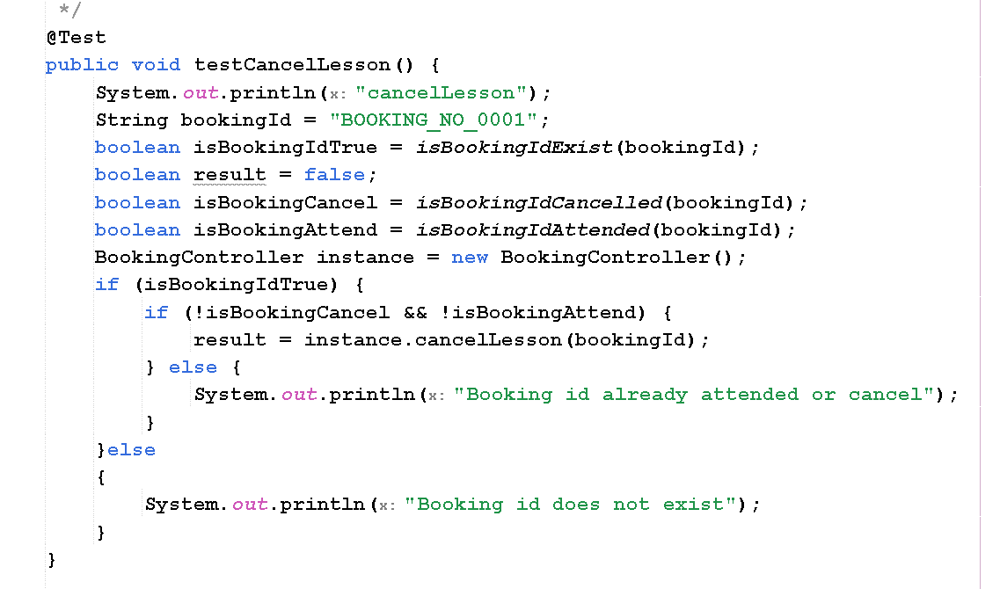 */
@Test
public void testCancelLesson() {
System.out.println(x: "cancelLesson");
String bookingId = "BOOKING_NO_0001";
boolean isBookingIdTrue = isBookingIdExist(bookingId);
boolean result = false;
boolean isBookingCancel = isBookingIdCancelled(bookingId);
boolean isBookingAttend = isBookingIdAttended(bookingId);
BookingController instance = new BookingController();
if (isBookingIdTrue) {
if (!isBookingCancel && !isBookingAttend) {
result = instance.cancelLesson(bookingId);
} else {
System.out.println(x: "Booking id already attended or cancel");
}
}else
{
System.out.println(x: "Booking id does not exist");
}
}